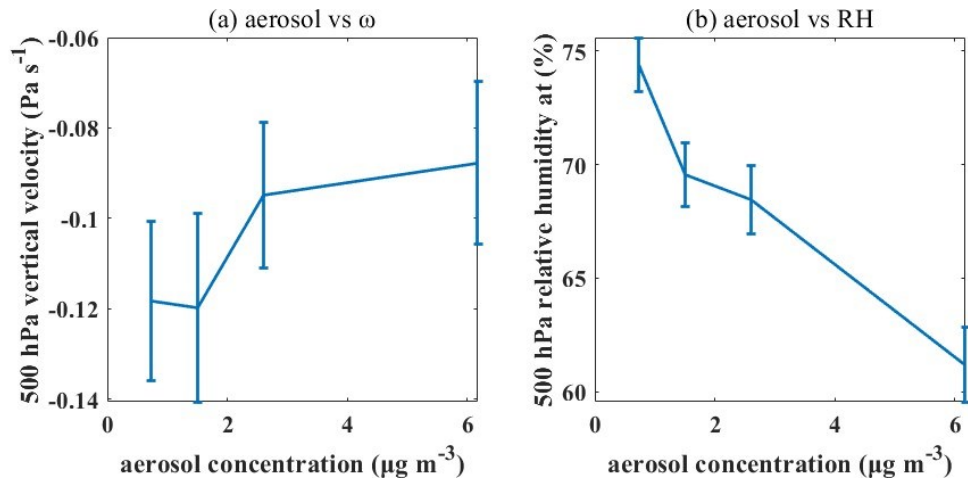 (a) aerosol vs ω
500 hPa vertical velocity (Pa s⁻¹)
-0.06
-0.08
-0.1
-0.12
-0.14
0
2
4
6
aerosol concentration (μg m⁻³)
(b) aerosol vs RH
500 hPa relative humidity at (%)
75
70
65
60
0
2
4
6
aerosol concentration (μg m⁻³)